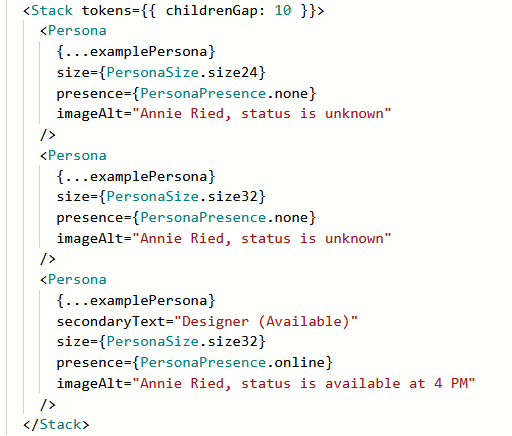 <Stack tokens={{ childrenGap: 10 }}>
<Persona
{...examplePersona}
size={PersonaSize.size24}
presence={PersonaPresence.none}
imageAlt="Annie Ried, status is unknown"
/>
<Persona
{...examplePersona}
size={PersonaSize.size32}
presence={PersonaPresence.none}
imageAlt="Annie Ried, status is unknown"
/>
<Persona
{...examplePersona}
secondaryText="Designer (Available)"
size={PersonaSize.size32}
presence={PersonaPresence.online}
imageAlt="Annie Ried, status is available at 4 PM"
/>
</Stack>